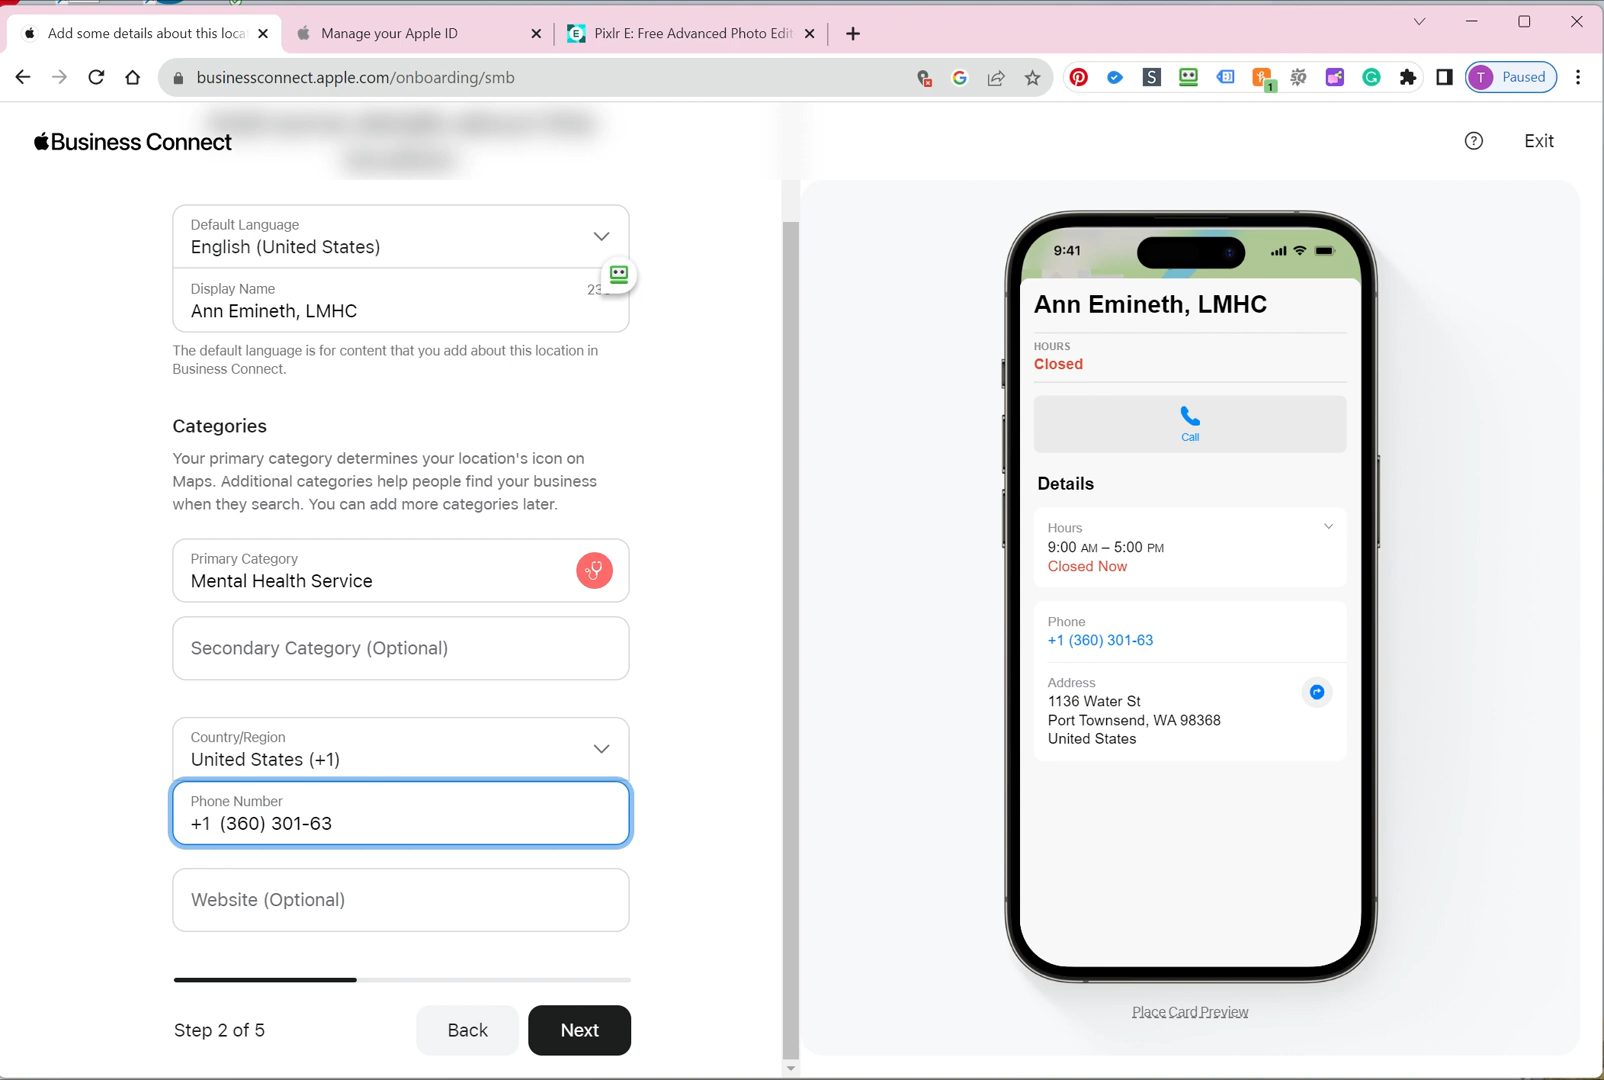 Add some details about this loca
Manage your Apple ID
Pixlr E: Free Advanced Photo Edit
businessconnect.apple.com/onboarding/smb
1
T
Paused
Business Connect
Exit
Default Language
English (United States)
Display Name
Ann Emineth, LMHC
The default language is for content that you add about this location in
Business Connect.
Categories
Your primary category determines your location's icon on
Maps. Additional categories help people find your business
when they search. You can add more categories later.
Primary Category
Mental Health Service
Secondary Category (Optional)
Country/Region
United States (+1)
Phone Number
+1 (360) 301-63
Website (Optional)
Step 2 of 5
Back
Next
9:41
Ann Emineth, LMHC
HOURS
Closed
Call
Details
Hours
9:00 AM – 5:00 PM
Closed Now
Phone
+1 (360) 301-63
Address
1136 Water St
Port Townsend, WA 98368
United States
Place Card Preview